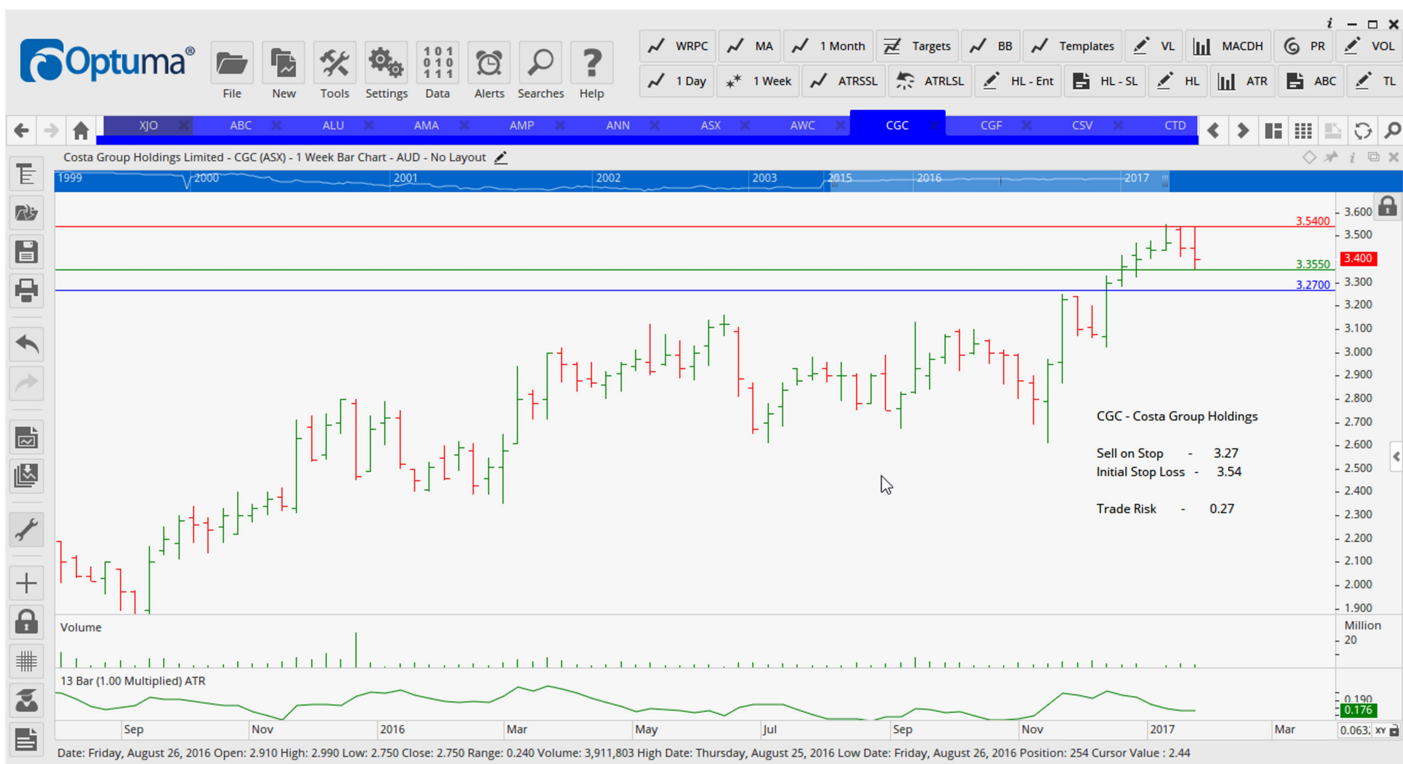 i
Optuma®
File New Tools Settings Data Alerts Searches Help
101
010
111
WRPC MA 1 Month Targets BB Templates VL MACDH PR VOL
1 Day 1 Week ATRSSL ATRLSL HL - Ent HL - SL HL ATR ABC TL
XJO ABC ALU AMA AMP ANN ASX AWC CGC CGF CSV CTD
Costa Group Holdings Limited - CGC (ASX) - 1 Week Bar Chart - AUD - No Layout
1999 2000 2001 2002 2003 2015 2016 2017
3.600
3.5400
3.500
3.400
3.3550
3.300
3.2700
3.200
3.100
3.000
2.900
2.800
CGC - Costa Group Holdings
2.700
2.600
Sell on Stop - 3.27
Initial Stop Loss - 3.54
2.500
2.400
Trade Risk - 0.27
2.300
2.200
2.100
2.000
1.900
Volume
Million
20
13 Bar (1.00 Multiplied) ATR
0.190
0.176
Sep Nov 2016 Mar May Jul Sep Nov 2017 Mar
0.063. XY
Date: Friday, August 26, 2016 Open: 2.910 High: 2.990 Low: 2.750 Close: 2.750 Range: 0.240 Volume: 3,911,803 High Date: Thursday, August 25, 2016 Low Date: Friday, August 26, 2016 Position: 254 Cursor Value : 2.44